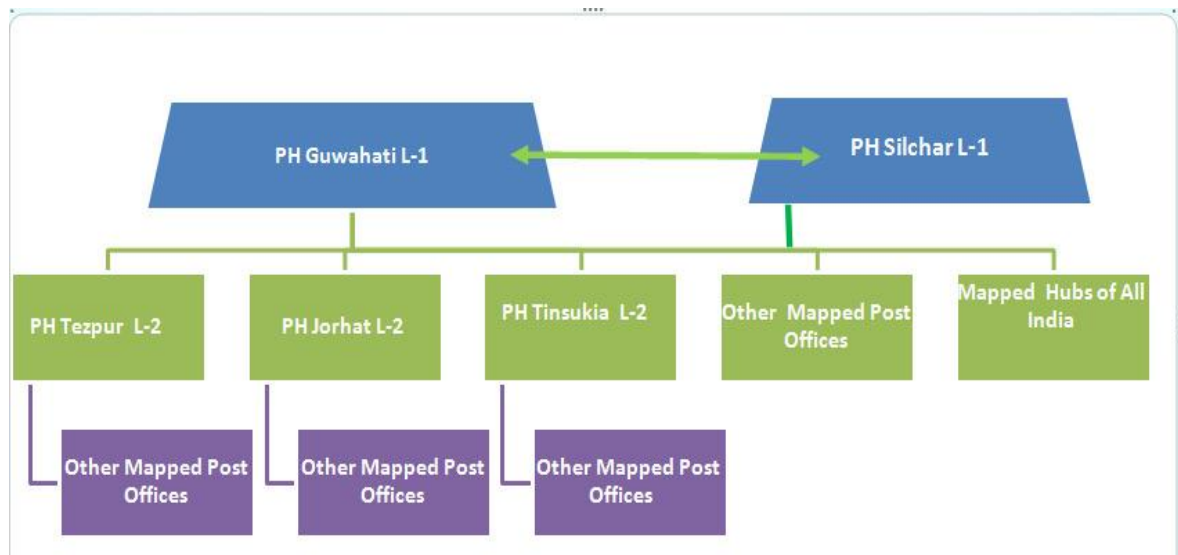 PH Guwahati L-1
PH Silchar L-1
PH Tezpur L-2
PH Jorhat L-2
PH Tinsukia L-2
Other Mapped Post
Offices
Mapped Hubs of All
India
Other Mapped Post
Offices
Other Mapped Post
Offices
Other Mapped Post
Offices